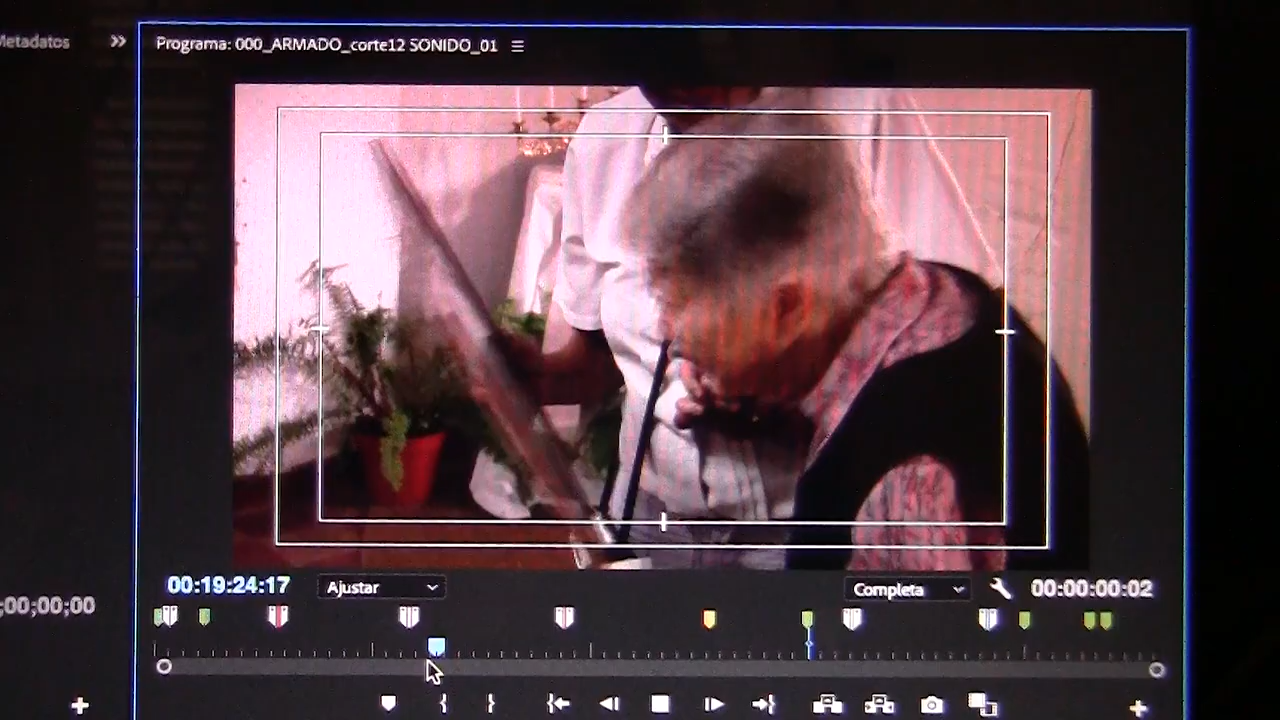 Metadatos
Programa: 000_ARMADO_corte12 SONIDO_01
00:19:24:17 Ajustar Completa 00:00:00:02
;00;00;00